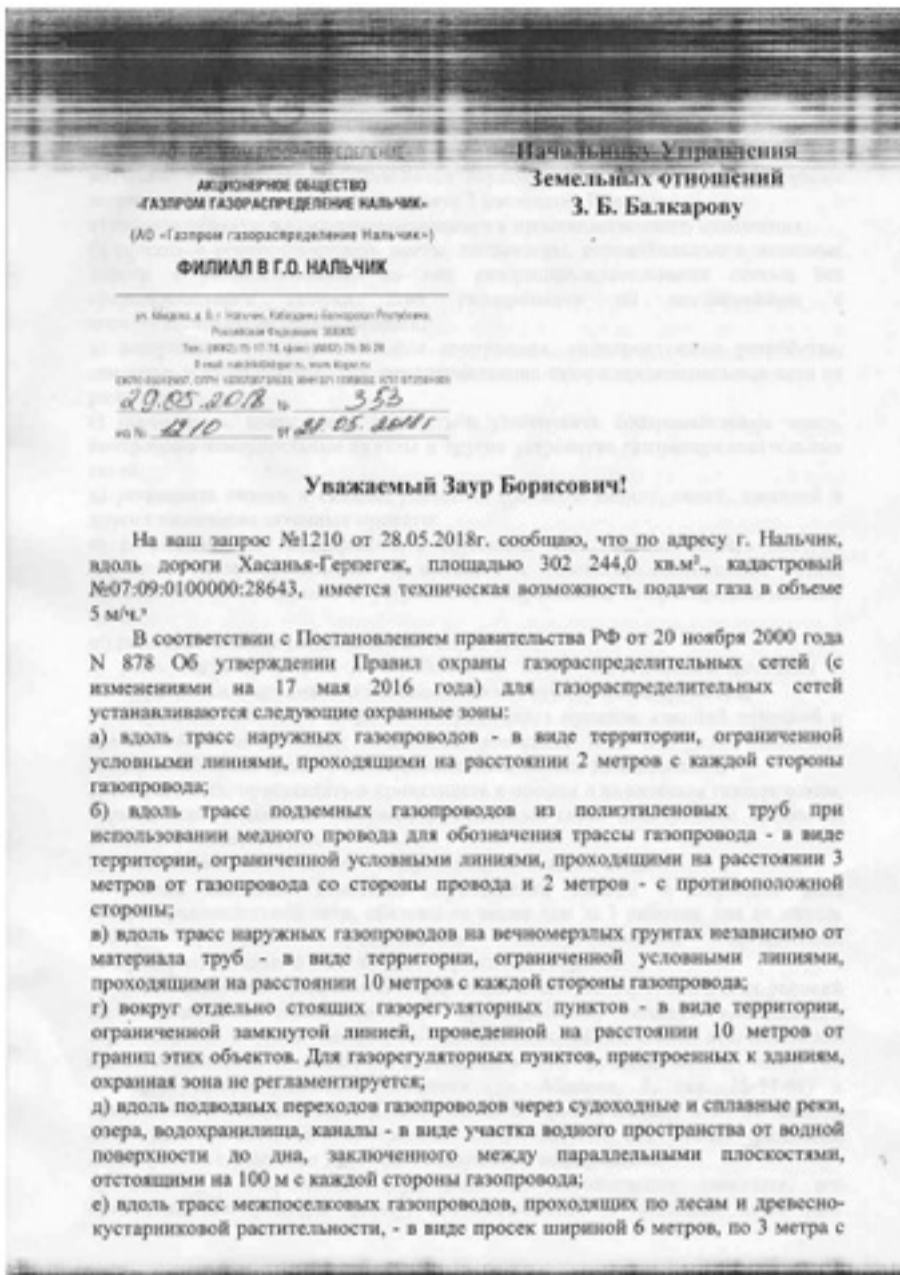 Начальнику Управления
Земельных отношений
З. Б. Балкарову
АКЦИОНЕРНОЕ ОБЩЕСТВО
«ГАЗПРОМ ГАЗОРАСПРЕДЕЛЕНИЕ НАЛЬЧИК»
(АО «Газпром газораспределение Нальчик»)
ФИЛИАЛ В Г.О. НАЛЬЧИК
Российская Федерация
29.05.2018 № 353
на № 1210 от 28.05.2018г
Уважаемый Заур Борисович!
На ваш запрос №1210 от 28.05.2018г. сообщаю, что по адресу г. Нальчик,
вдоль дороги Хасанья-Герпегеж, площадью 302 244,0 кв.м²., кадастровый
№07:09:0100000:28643, имеется техническая возможность подачи газа в объеме
5 м/ч.³
В соответствии с Постановлением правительства РФ от 20 ноября 2000 года
N 878 Об утверждении Правил охраны газораспределительных сетей (с
изменениями на 17 мая 2016 года) для газораспределительных сетей
устанавливаются следующие охранные зоны:
а) вдоль трасс наружных газопроводов - в виде территории, ограниченной
условными линиями, проходящими на расстоянии 2 метров с каждой стороны
газопровода;
б) вдоль трасс подземных газопроводов из полиэтиленовых труб при
использовании медного провода для обозначения трассы газопровода - в виде
территории, ограниченной условными линиями, проходящими на расстоянии 3
метров от газопровода со стороны провода и 2 метров - с противоположной
стороны;
в) вдоль трасс наружных газопроводов на вечномерзлых грунтах независимо от
материала труб - в виде территории, ограниченной условными линиями,
проходящими на расстоянии 10 метров с каждой стороны газопровода;
г) вокруг отдельно стоящих газорегуляторных пунктов - в виде территории,
ограниченной замкнутой линией, проведенной на расстоянии 10 метров от
границ этих объектов. Для газорегуляторных пунктов, пристроенных к зданиям,
охранная зона не регламентируется;
д) вдоль подводных переходов газопроводов через судоходные и сплавные реки,
озера, водохранилища, каналы - в виде участка водного пространства от водной
поверхности до дна, заключенного между параллельными плоскостями,
отстоящими на 100 м с каждой стороны газопровода;
е) вдоль трасс межпоселковых газопроводов, проходящих по лесам и древесно-
кустарниковой растительности, - в виде просек шириной 6 метров, по 3 метра с